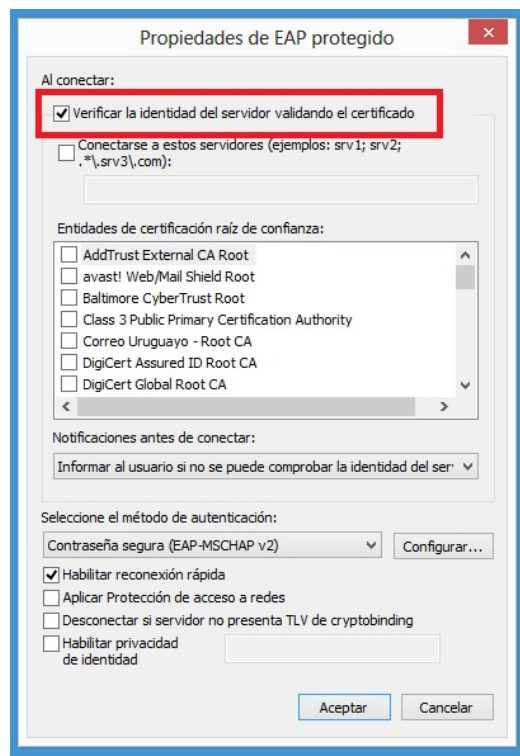 Propiedades de EAP protegido
Al conectar:
Verificar la identidad del servidor validando el certificado
Conectarse a estos servidores (ejemplos: srv1; srv2;
.*\.srv3\.com):
Entidades de certificación raíz de confianza:
AddTrust External CA Root
avast! Web/Mail Shield Root
Baltimore CyberTrust Root
Class 3 Public Primary Certification Authority
Correo Uruguayo - Root CA
DigiCert Assured ID Root CA
DigiCert Global Root CA
Notificaciones antes de conectar:
Informar al usuario si no se puede comprobar la identidad del ser
Seleccione el método de autenticación:
Contraseña segura (EAP-MSCHAP v2)
Configurar...
Habilitar reconexión rápida
Aplicar Protección de acceso a redes
Desconectar si servidor no presenta TLV de cryptobinding
Habilitar privacidad
de identidad
Aceptar
Cancelar